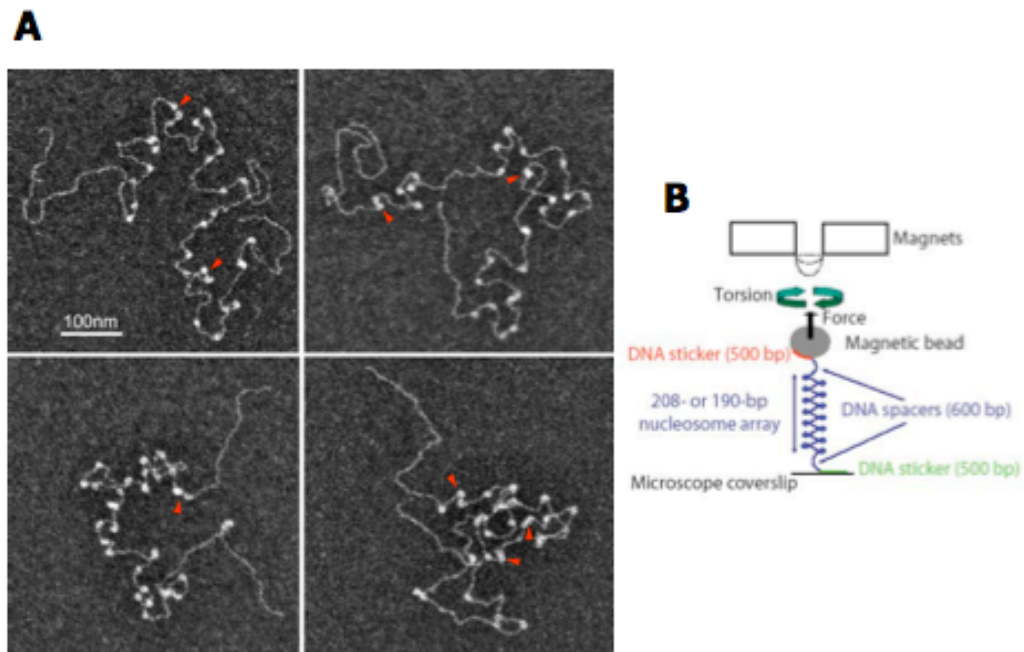 A
100nm
B
Magnets
Torsion
Force
Magnetic bead
DNA sticker (500 bp)
208- or 190-bp
nucleosome array
DNA spacers (600 bp)
DNA sticker (500 bp)
Microscope coverslip